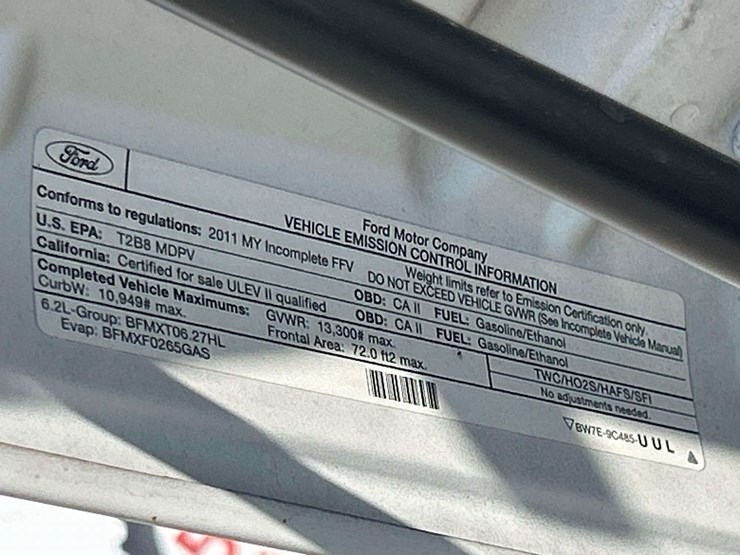 Ford
Ford Motor Company
VEHICLE EMISSION CONTROL INFORMATION
Conforms to regulations: 2011 MY Incomplete FFV Weight limits refer to Emission Certification only.
DO NOT EXCEED VEHICLE GVWR (See Incomplete Vehicle Manual)
U.S. EPA: T2B8 MDPV OBD: CA II FUEL: Gasoline/Ethanol
California: Certified for sale ULEV II qualified OBD: CA II FUEL: Gasoline/Ethanol
Completed Vehicle Maximums: GVWR: 13,300# max.
CurbW: 10,949# max. Frontal Area: 72.0 ft2 max.
6.2L-Group: BFMXT06.27HL
Evap: BFMXF0265GAS
TWC/HO2S/HAFS/SFI
No adjustments needed.
BW7E-9C485-U U L